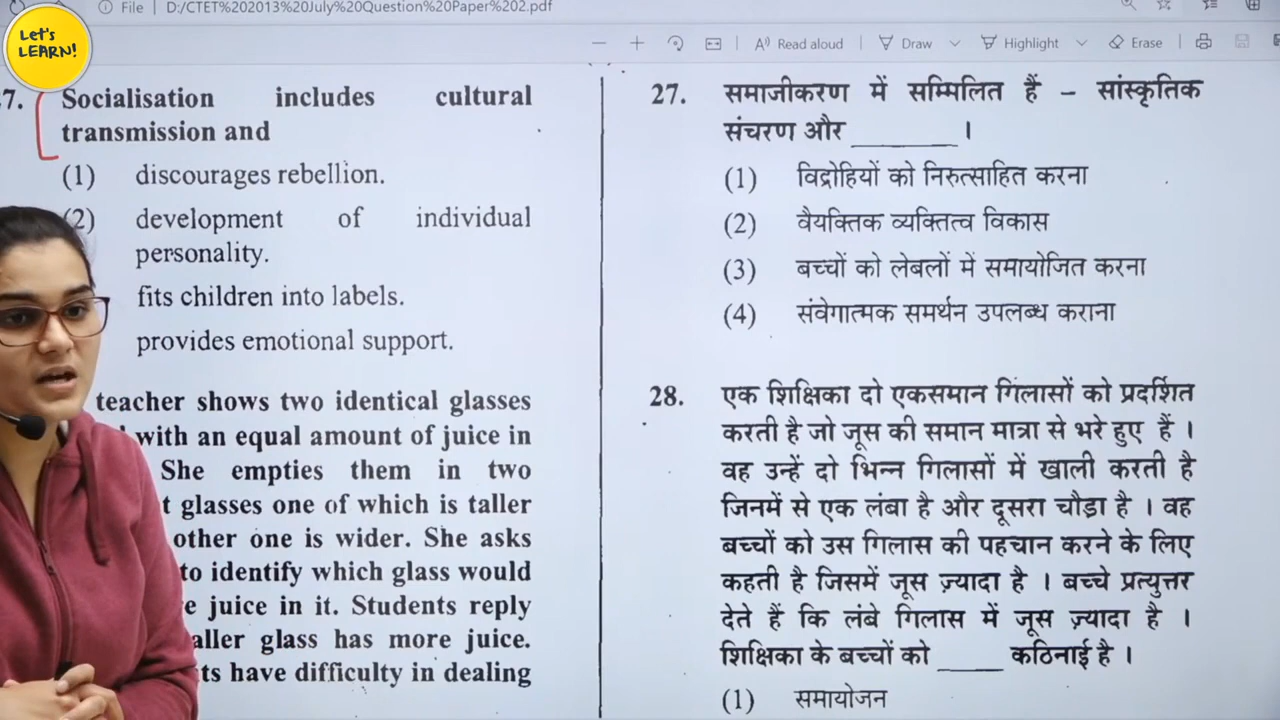 File | D:/CTET%202013%20July%20Question%20Paper%202.pdf
Let's
LEARN!
Read aloud
Draw
Highlight
Erase
7. Socialisation includes cultural
transmission and
(1) discourages rebellion.
(2) development of individual
personality.
fits children into labels.
provides emotional support.
teacher shows two identical glasses
with an equal amount of juice in
She empties them in two
glasses one of which is taller
other one is wider. She asks
to identify which glass would
juice in it. Students reply
glass has more juice.
have difficulty in dealing
27. समाजीकरण में सम्मिलित हैं – सांस्कृतिक
संचरण और ________ ।
(1) विद्रोहियों को निरुत्साहित करना
(2) वैयक्तिक व्यक्तित्व विकास
(3) बच्चों को लेबलों में समायोजित करना
(4) संवेगात्मक समर्थन उपलब्ध कराना
28. एक शिक्षिका दो एकसमान गिलासों को प्रदर्शित
करती है जो जूस की समान मात्रा से भरे हुए हैं ।
वह उन्हें दो भिन्न गिलासों में खाली करती है
जिनमें से एक लंबा है और दूसरा चौड़ा है । वह
बच्चों को उस गिलास की पहचान करने के लिए
कहती है जिसमें जूस ज़्यादा है । बच्चे प्रत्युत्तर
देते हैं कि लंबे गिलास में जूस ज़्यादा है ।
शिक्षिका के बच्चों को _____ कठिनाई है ।
(1) समायोजन